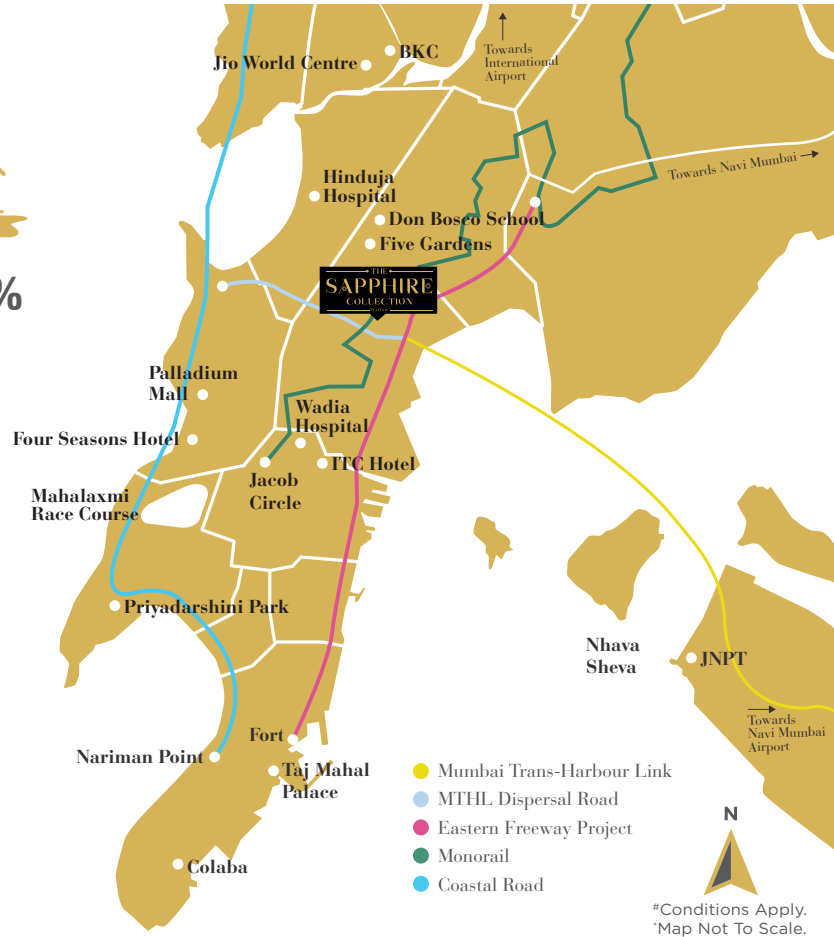 BKC
Jio World Centre
Towards
International
Airport
Hinduja
Hospital
Towards Navi Mumbai
Don Bosco School
Five Gardens
THE
SAPPHIRE
COLLECTION
%
Palladium
Mall
Four Seasons Hotel
Wadia
Hospital
ITC Hotel
Jacob
Circle
Mahalaxmi
Race Course
Priyadarshini Park
Nhava
Sheva
JNPT
Towards
Navi Mumbai
Airport
Fort
Nariman Point
Taj Mahal
Palace
Colaba
Mumbai Trans-Harbour Link
MTHL Dispersal Road
Eastern Freeway Project
Monorail
Coastal Road
N
#Conditions Apply.
*Map Not To Scale.